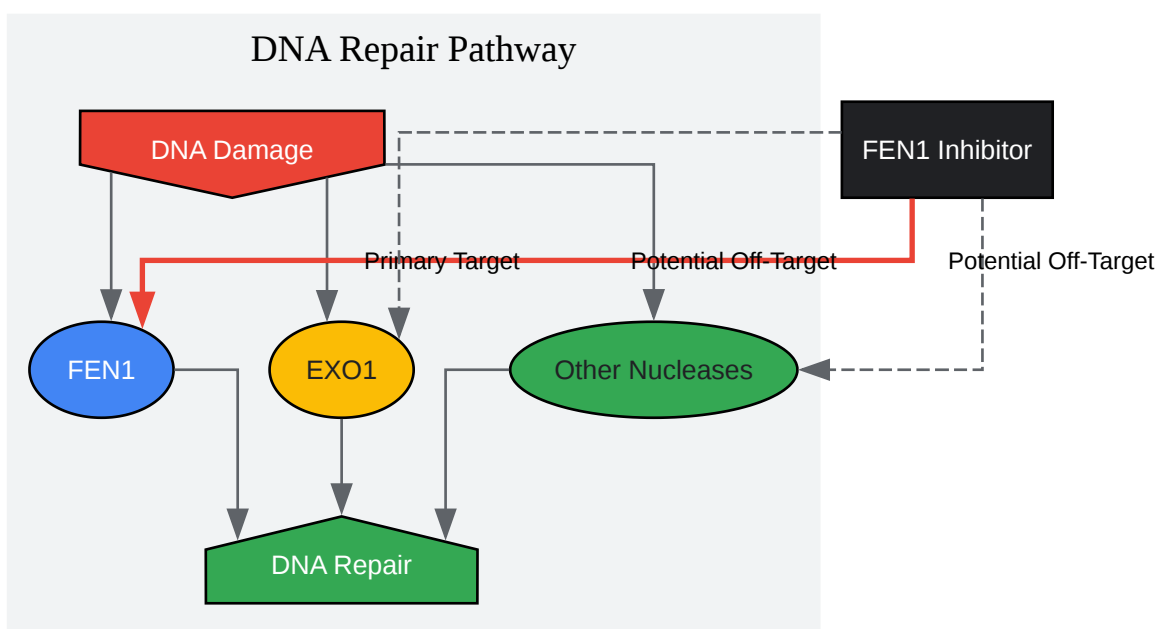 DNA Repair Pathway
DNA Damage
FEN1 Inhibitor
Primary Target
Potential Off-Target
Potential Off-Target
FEN1
EXO1
Other Nucleases
DNA Repair